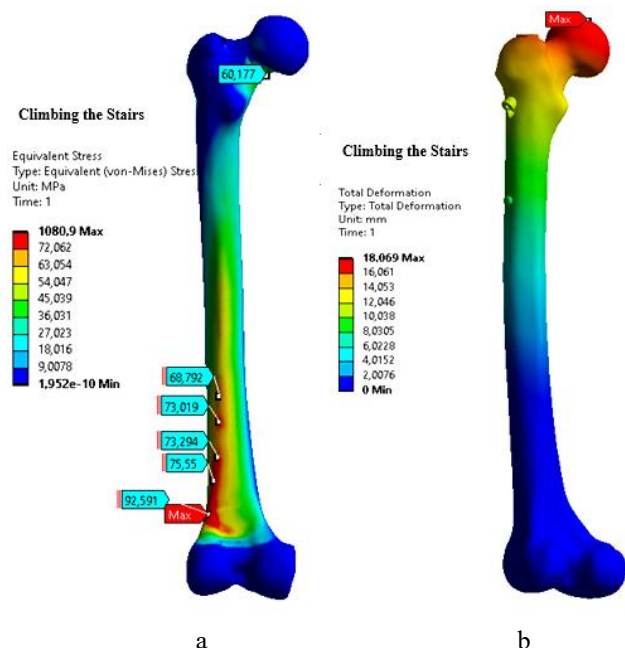 60,177
Climbing the Stairs
Equivalent Stress
Type: Equivalent (von-Mises) Stres
Unit: MPa
Time: 1
1080,9 Max
72,062
63,054
54,047
45,039
36,031
27,023
18,016
9,0078
1,952e-10 Min
68,792
73,019
73,294
75,55
92,591
Max
a
Max
Climbing the Stairs
Total Deformation
Type: Total Deformation
Unit: mm
Time: 1
18.069 Max
16,061
14,053
12,046
10,038
8,0305
6,0228
4,0152
2,0076
0 Min
b